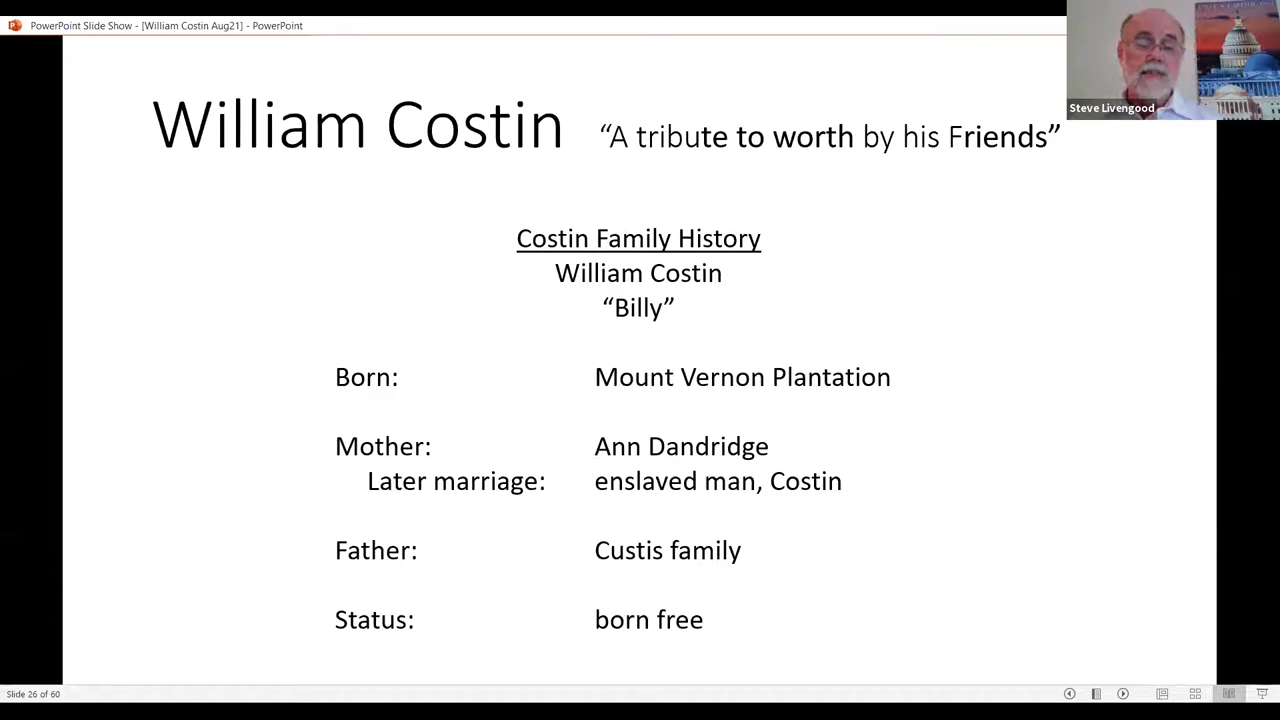 PowerPoint Slide Show - [William Costin Aug21] - PowerPoint
Steve Livengood
William Costin “A tribute to worth by his Friends”
Costin Family History
William Costin
“Billy”
Born: Mount Vernon Plantation
Mother: Ann Dandridge
Later marriage: enslaved man, Costin
Father: Custis family
Status: born free
Slide 26 of 60